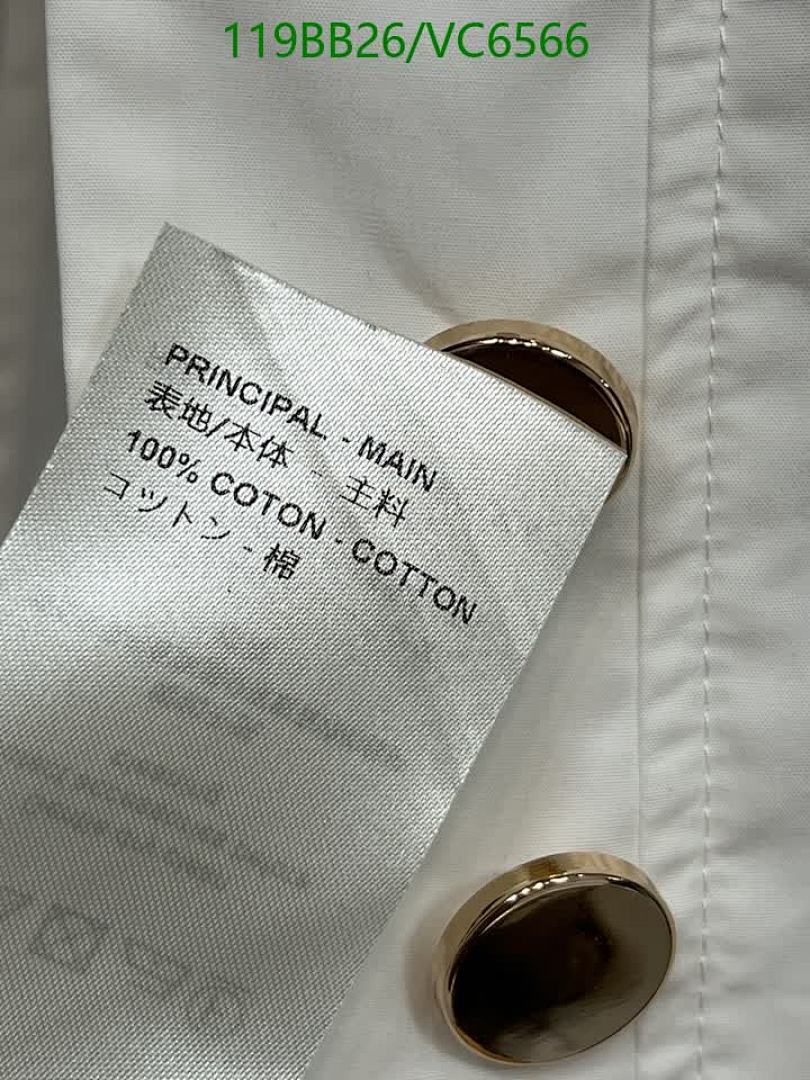 119BB26/VC6566
PRINCIPAL - MAIN
表地/本体 - 主料
100% COTON - COTTON
コットン - 棉